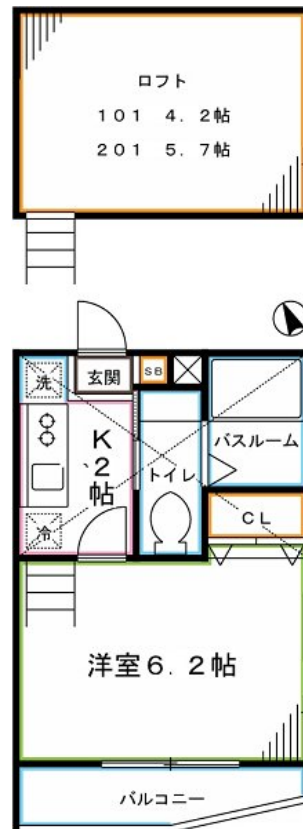 ロフト
101 4.2帖
201 5.7帖
洗
玄関
SB
K2帖
トイレ
バスルーム
冷
CL
洋室6.2帖
バルコニー